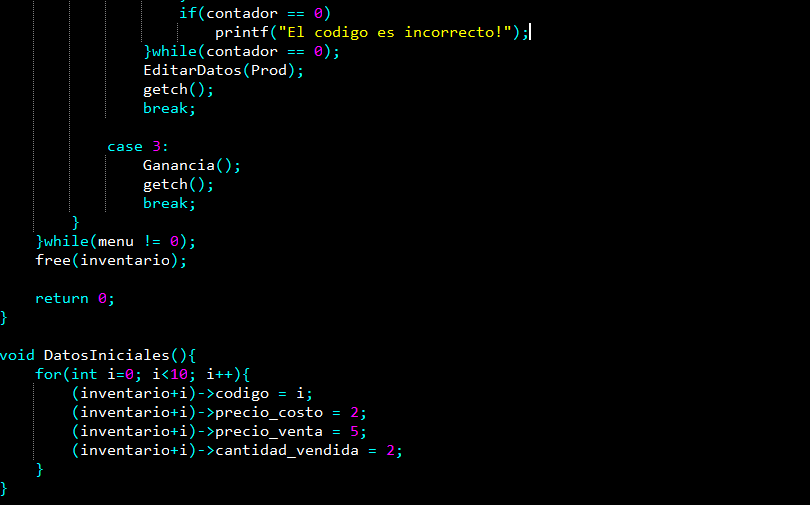 if(contador == 0)
printf("El codigo es incorrecto!");
}while(contador == 0);
EditarDatos(Prod);
getch();
break;
case 3:
Ganancia();
getch();
break;
}
}while(menu != 0);
free(inventario);
return 0;
}
void DatosIniciales(){
for(int i=0; i<10; i++){
(inventario+i)->codigo = i;
(inventario+i)->precio_costo = 2;
(inventario+i)->precio_venta = 5;
(inventario+i)->cantidad_vendida = 2;
}
}